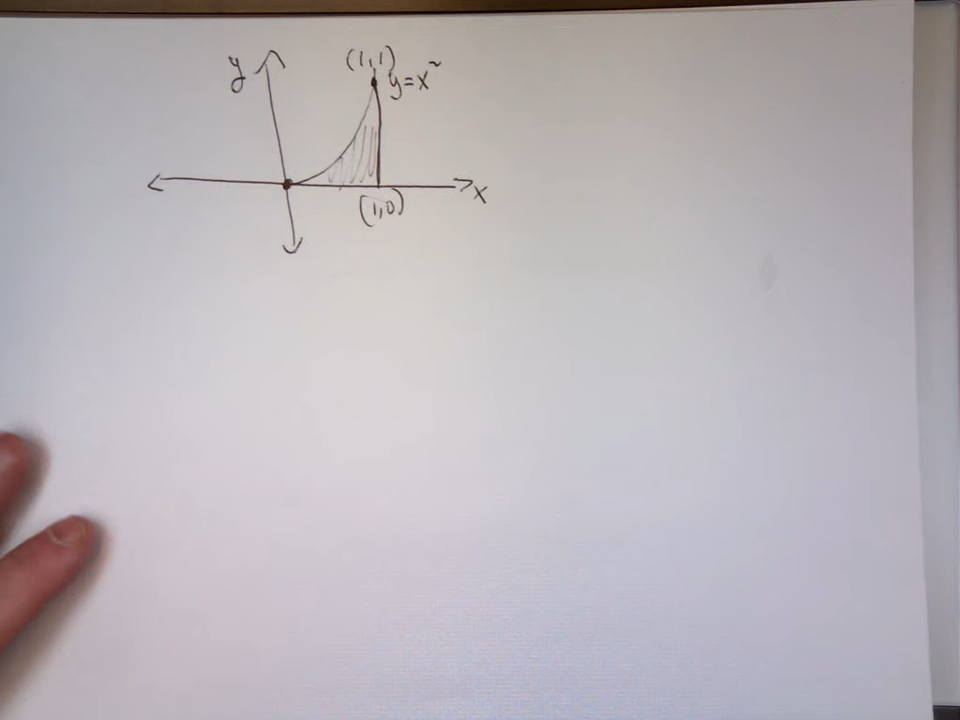 y
(1,1)
y=x²
x
(1,0)